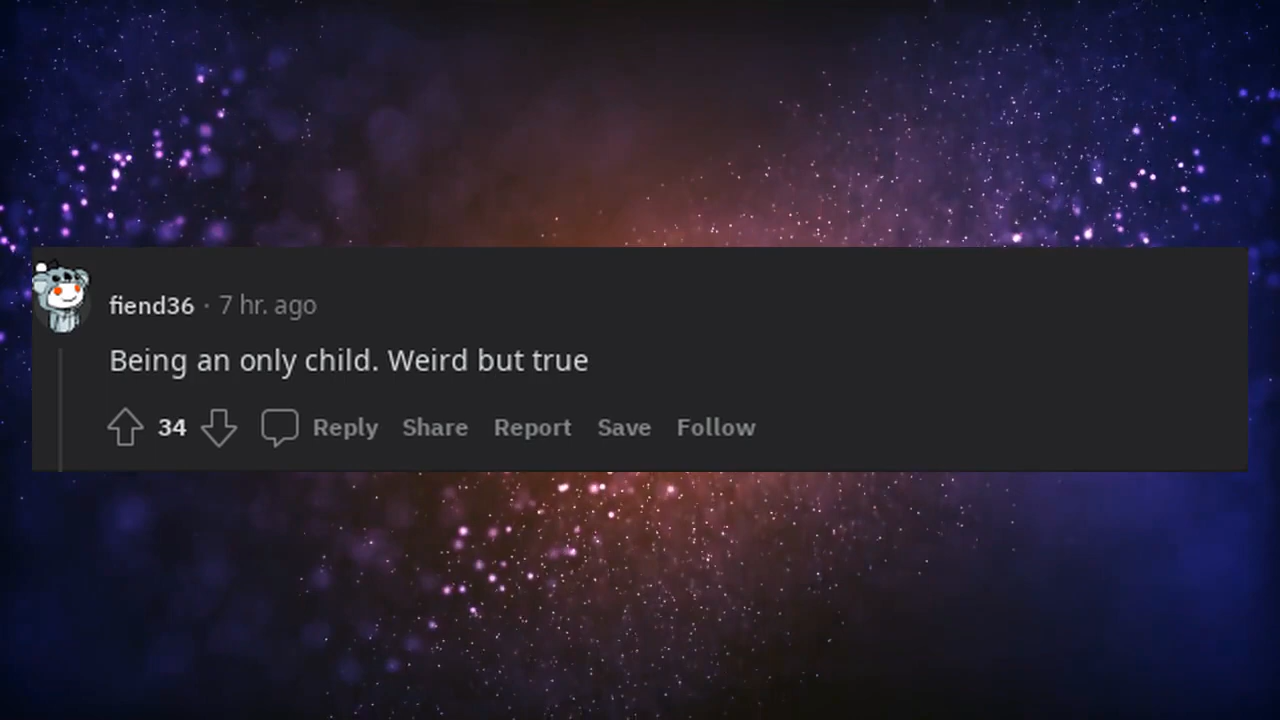 fiend36 · 7 hr. ago
Being an only child. Weird but true
34 Reply Share Report Save Follow